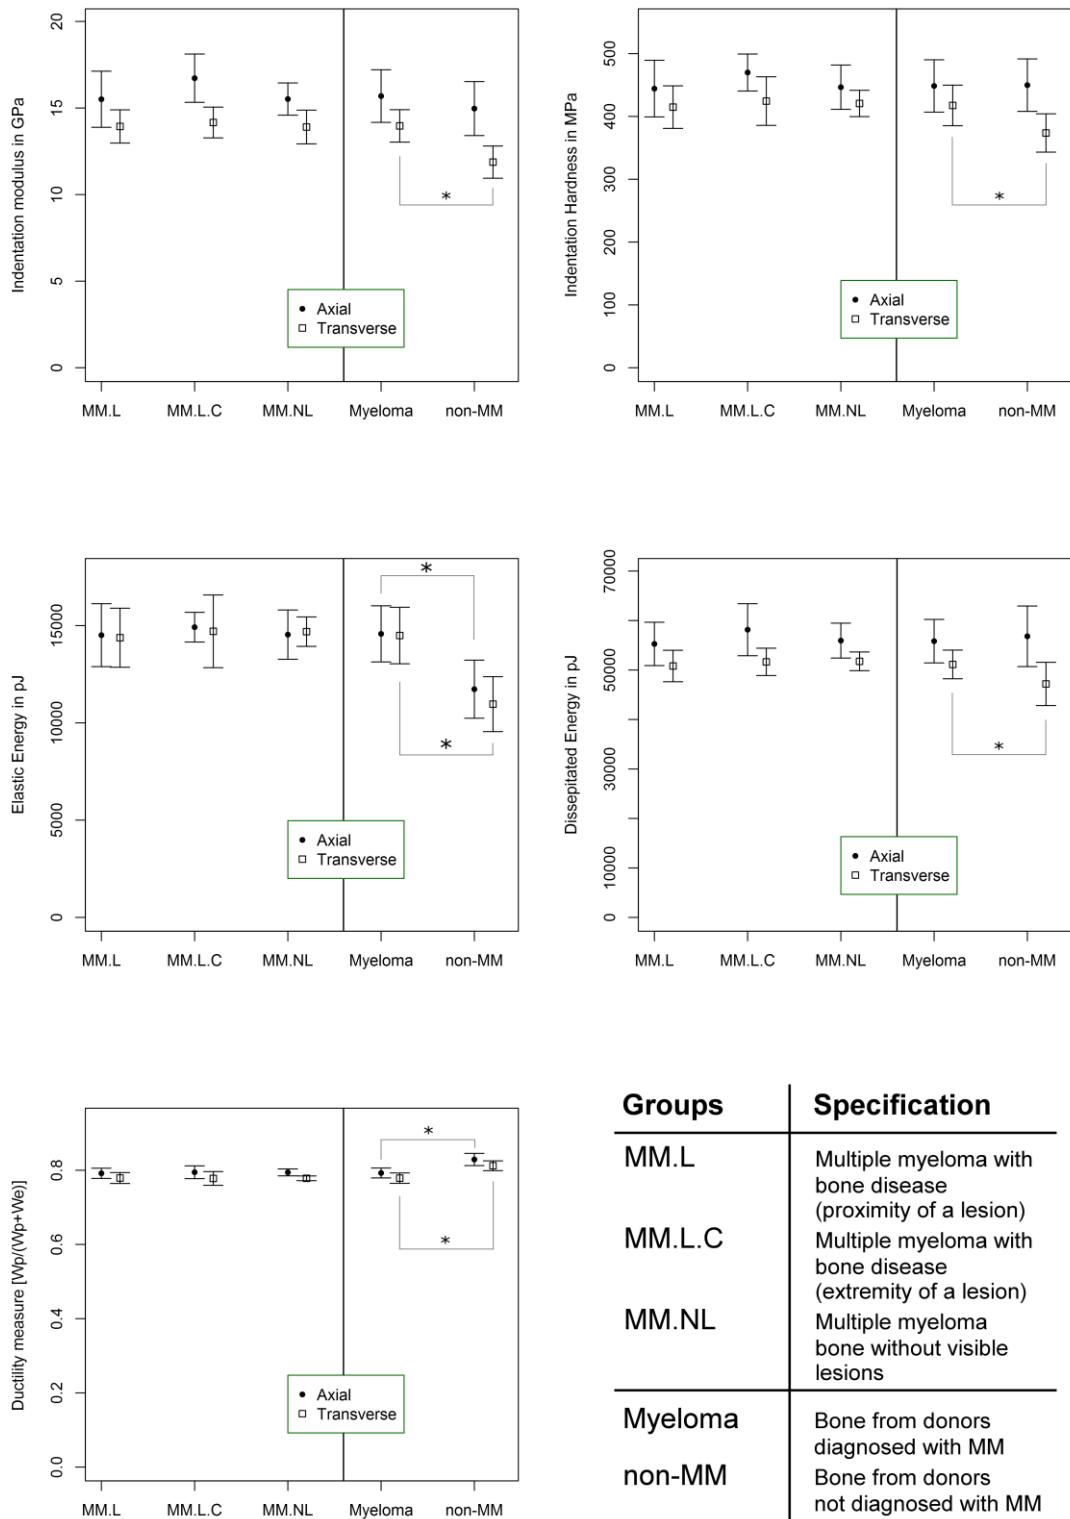 Indentation modulus in GPa
20
15
10
5
0
*
Axial
Transverse
MM.L MM.L.C MM.NL Myeloma non-MM
Indentation Hardness in MPa
500
400
300
200
100
0
*
Axial
Transverse
MM.L MM.L.C MM.NL Myeloma non-MM
Elastic Energy in pJ
15000
10000
5000
0
*
*
Axial
Transverse
MM.L MM.L.C MM.NL Myeloma non-MM
Dissepitated Energy in pJ
70000
50000
30000
10000
0
*
Axial
Transverse
MM.L MM.L.C MM.NL Myeloma non-MM
Ductility measure [Wp/(Wp+We)]
0.8
0.6
0.4
0.2
0.0
*
*
Axial
Transverse
MM.L MM.L.C MM.NL Myeloma non-MM
Groups Specification
MM.L Multiple myeloma with
bone disease
(proximity of a lesion)
MM.L.C Multiple myeloma with
bone disease
(extremity of a lesion)
MM.NL Multiple myeloma
bone without visible
lesions
Myeloma Bone from donors
diagnosed with MM
non-MM Bone from donors
not diagnosed with MM